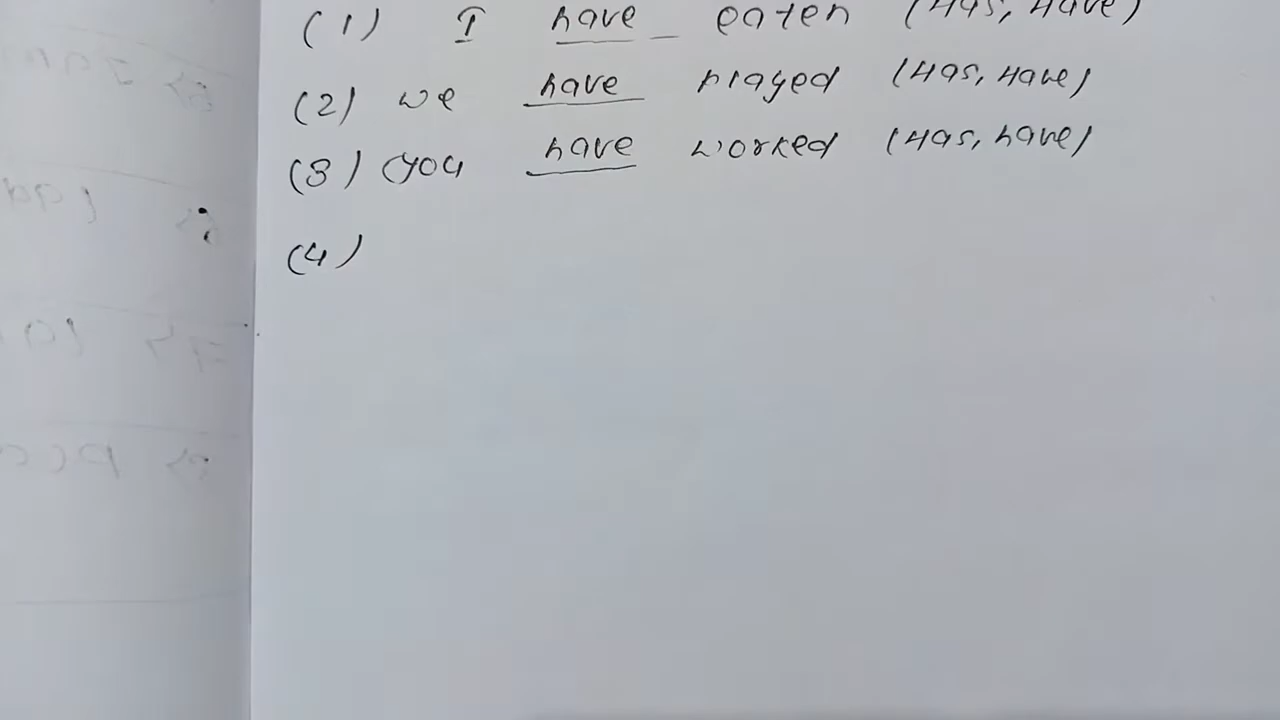 (1) I have eaten (Has, Have)
(2) we have played (Has, Have)
(3) you have worked (Has, have)
(4)